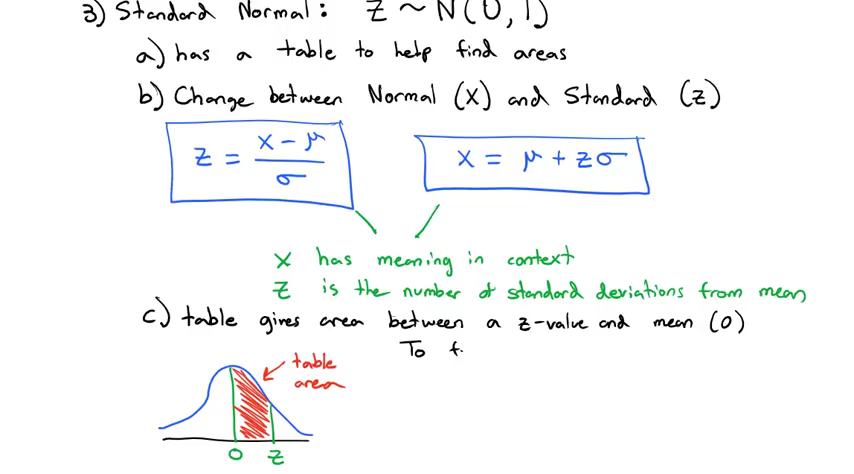 3) Standard Normal: Z ~ N(0,1)
a) has a table to help find areas
b) Change between Normal (X) and Standard (Z)
Z = (X - μ) / σ
X = μ + Zσ
X has meaning in context
Z is the number of standard deviations from mean
c) table gives area between a z-value and mean (0)
To f
table
area
0 Z